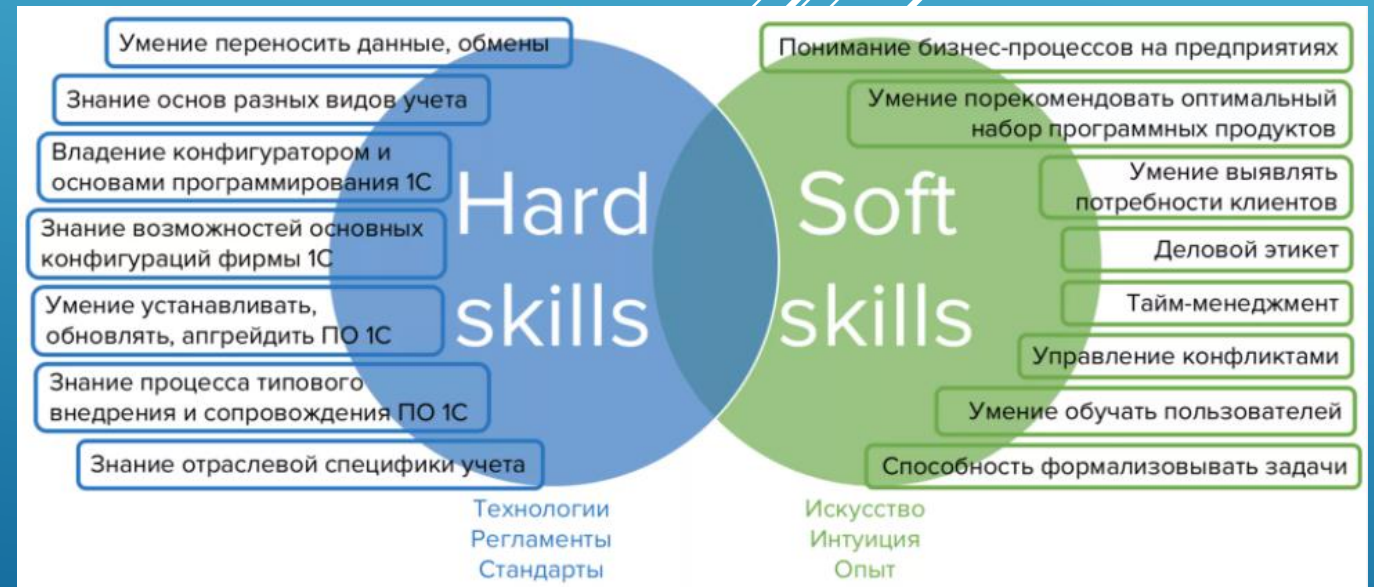 Умение переносить данные, обмены
Знание основ разных видов учета
Владение конфигуратором и
основами программирования 1С
Знание возможностей основных
конфигураций фирмы 1С
Умение устанавливать,
обновлять, апгрейдить ПО 1С
Знание процесса типового
внедрения и сопровождения ПО 1С
Знание отраслевой специфики учета
Hard
skills
Технологии
Регламенты
Стандарты
Soft
skills
Понимание бизнес-процессов на предприятиях
Умение порекомендовать оптимальный
набор программных продуктов
Умение выявлять
потребности клиентов
Деловой этикет
Тайм-менеджмент
Управление конфликтами
Умение обучать пользователей
Способность формализовывать задачи
Искусство
Интуиция
Опыт